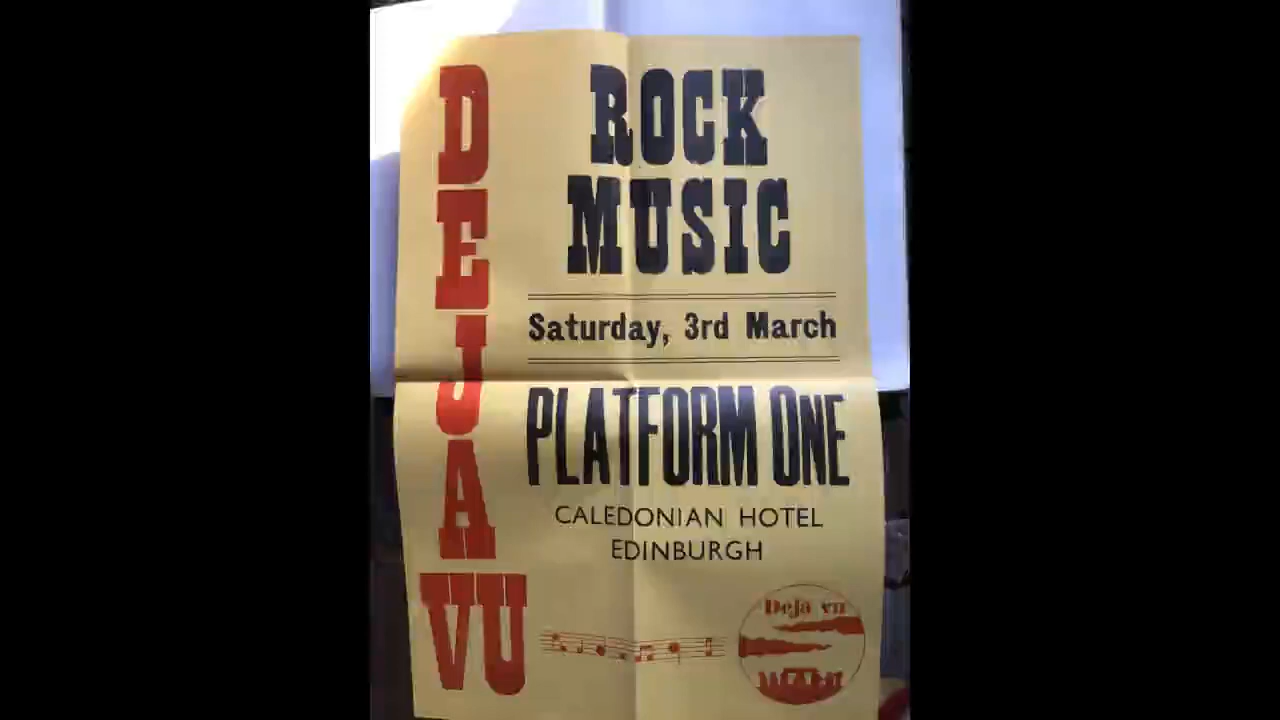 DEJA VU
ROCK
MUSIC
Saturday, 3rd March
PLATFORM ONE
CALEDONIAN HOTEL
EDINBURGH
Deja vu